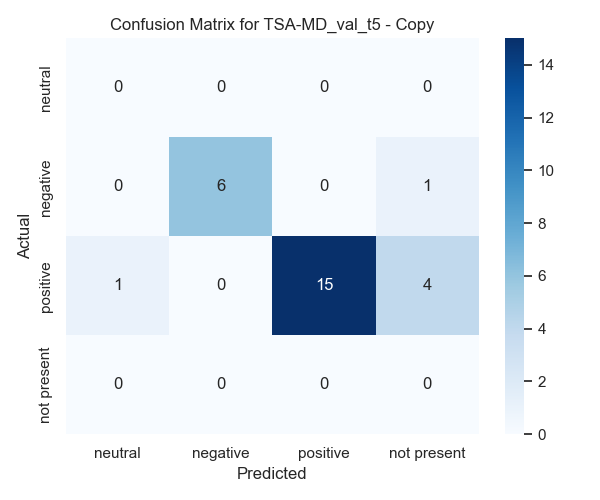 Confusion Matrix for TSA-MD_val_t5 - Copy
Actual
neutral 0 0 0 0
negative 0 6 0 1
positive 1 0 15 4
not present 0 0 0 0
neutral negative positive not present
Predicted
14
12
10
8
6
4
2
0